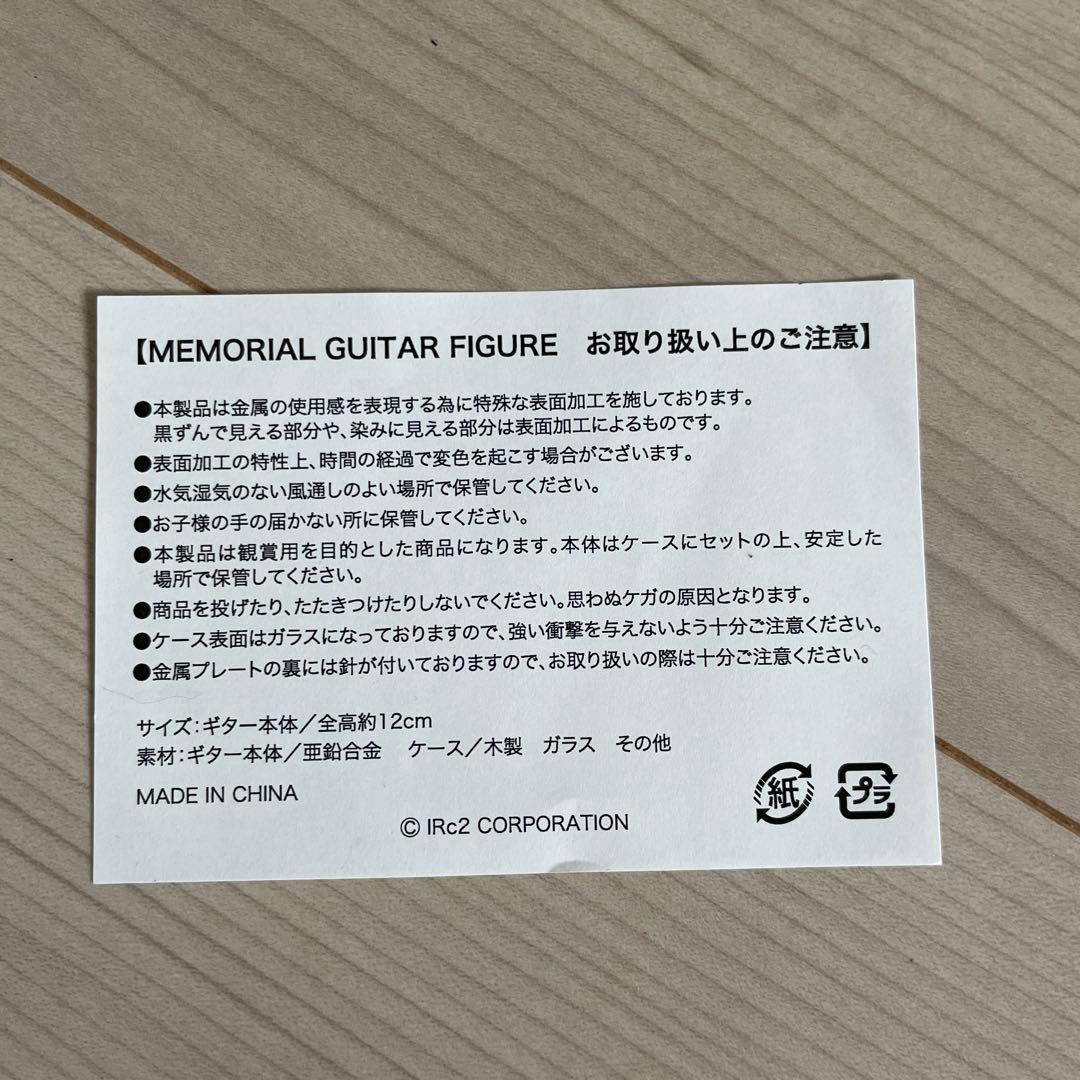 【MEMORIAL GUITAR FIGURE　お取り扱い上のご注意】
●本製品は金属の使用感を表現する為に特殊な表面加工を施しております。
黒ずんで見える部分や、染みに見える部分は表面加工によるものです。
●表面加工の特性上、時間の経過で変色を起こす場合がございます。
●水気湿気のない風通しのよい場所で保管してください。
●お子様の手の届かない所に保管してください。
●本製品は観賞用を目的とした商品になります。本体はケースにセットの上、安定した
場所で保管してください。
●商品を投げたり、たたきつけたりしないでください。思わぬケガの原因となります。
●ケース表面はガラスになっておりますので、強い衝撃を与えないよう十分ご注意ください。
●金属プレートの裏には針が付いておりますので、お取り扱いの際は十分ご注意ください。
サイズ：ギター本体／全高約12cm
素材：ギター本体／亜鉛合金　ケース／木製　ガラス　その他
MADE IN CHINA
紙 プラ
© IRc2 CORPORATION